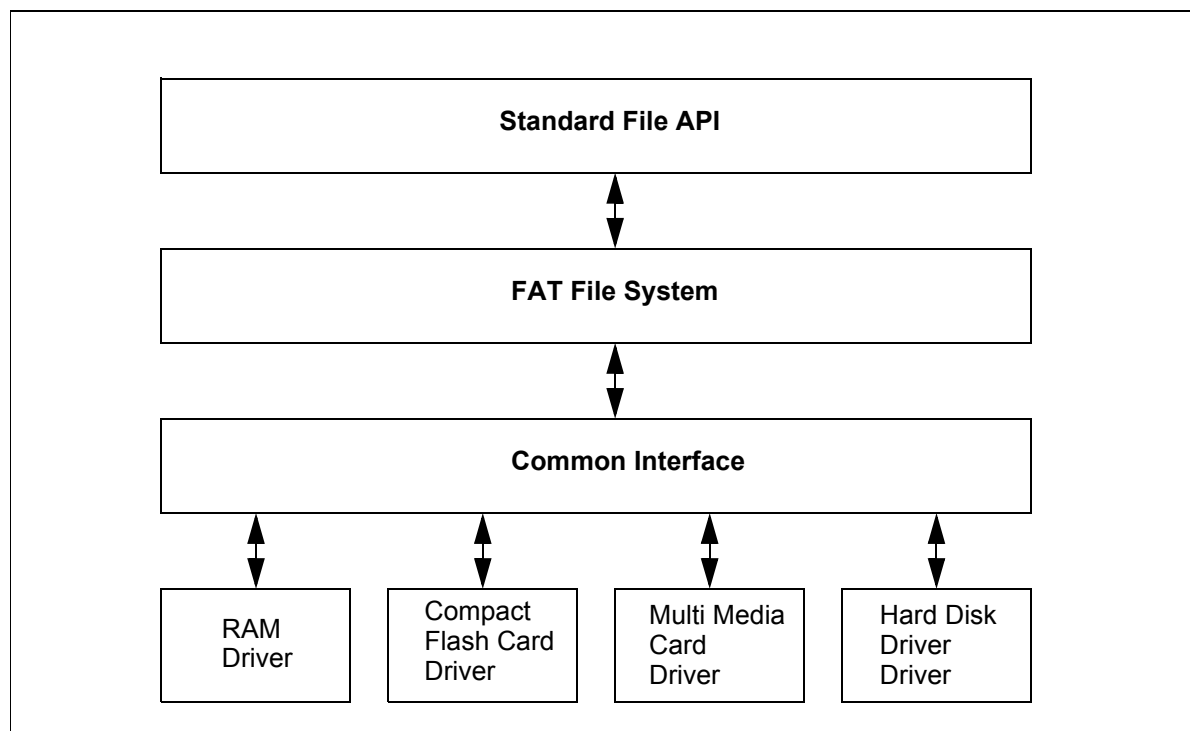 Standard File API
FAT File System
Common Interface
RAM
Driver
Compact
Flash Card
Driver
Multi Media
Card
Driver
Hard Disk
Driver
Driver